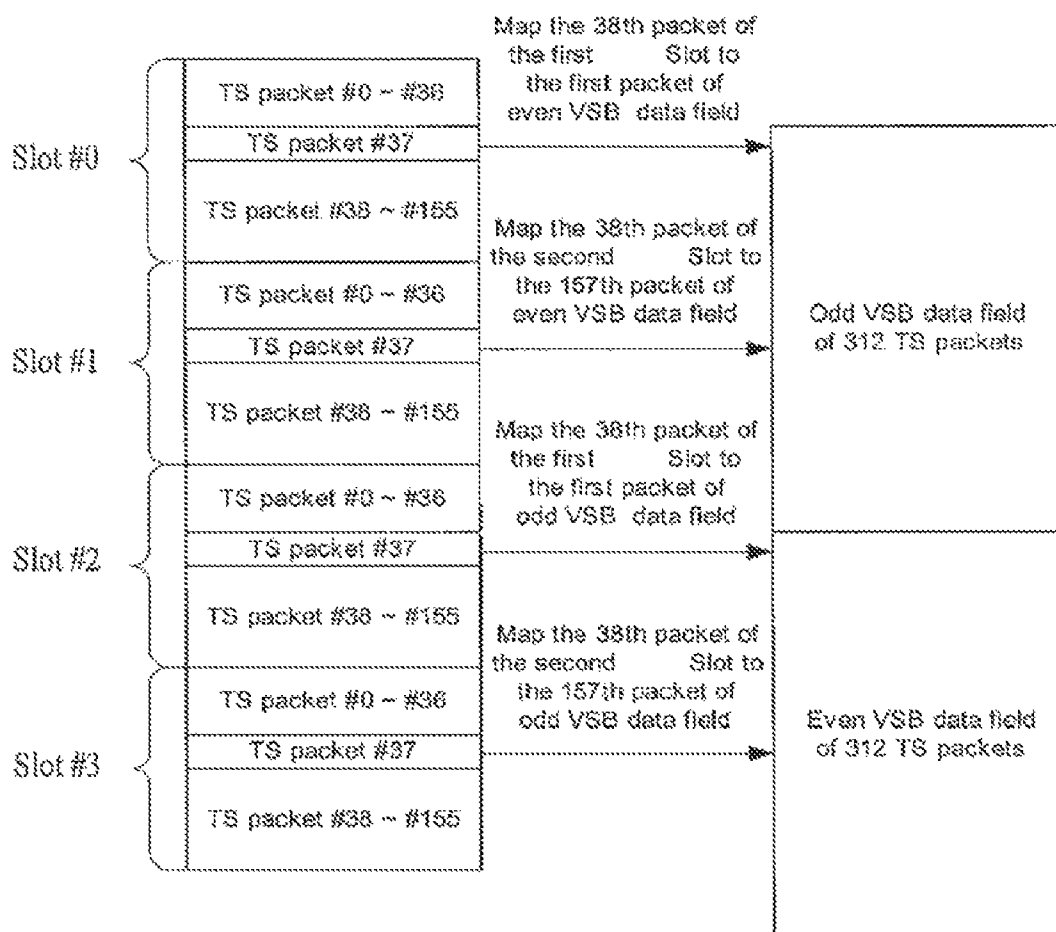 Map the 38th packet of
the first Slot to
the first packet of
even VSB data field
Slot #0
TS packet #0 ~ #36
TS packet #37
TS packet #38 ~ #155
Map the 38th packet of
the second Slot to
the 157th packet of
even VSB data field
Slot #1
TS packet #0 ~ #36
TS packet #37
TS packet #38 ~ #155
Odd VSB data field
of 312 TS packets
Map the 38th packet of
the first Slot to
the first packet of
odd VSB data field
Slot #2
TS packet #0 ~ #36
TS packet #37
TS packet #38 ~ #155
Map the 38th packet of
the second Slot to
the 157th packet of
odd VSB data field
Slot #3
TS packet #0 ~ #36
TS packet #37
TS packet #38 ~ #155
Even VSB data field
of 312 TS packets